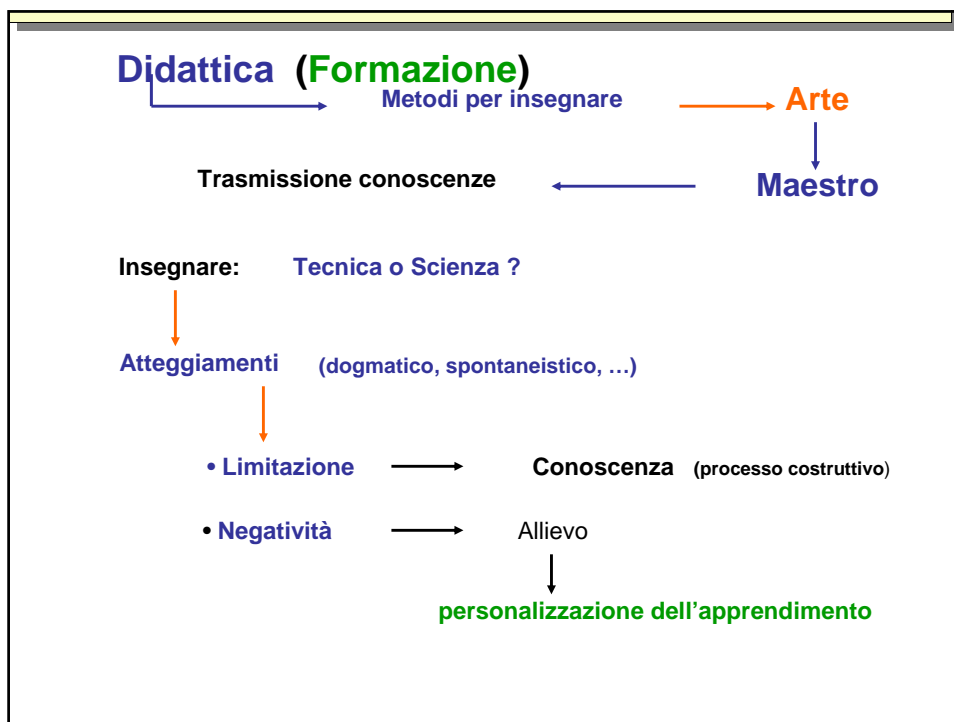 Didattica (Formazione)
Metodi per insegnare Arte
Trasmissione conoscenze Maestro
Insegnare: Tecnica o Scienza ?
Atteggiamenti (dogmatico, spontaneistico, …)
• Limitazione Conoscenza (processo costruttivo)
• Negatività Allievo
personalizzazione dell’apprendimento